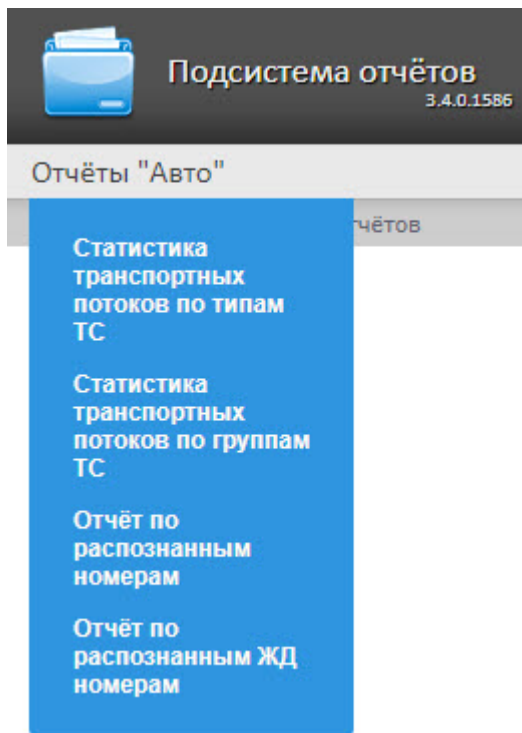 Подсистема отчётов
3.4.0.1586
Отчёты "Авто"
чётов
Статистика
транспортных
потоков по типам
ТС
Статистика
транспортных
потоков по группам
ТС
Отчёт по
распознанным
номерам
Отчёт по
распознанным ЖД
номерам